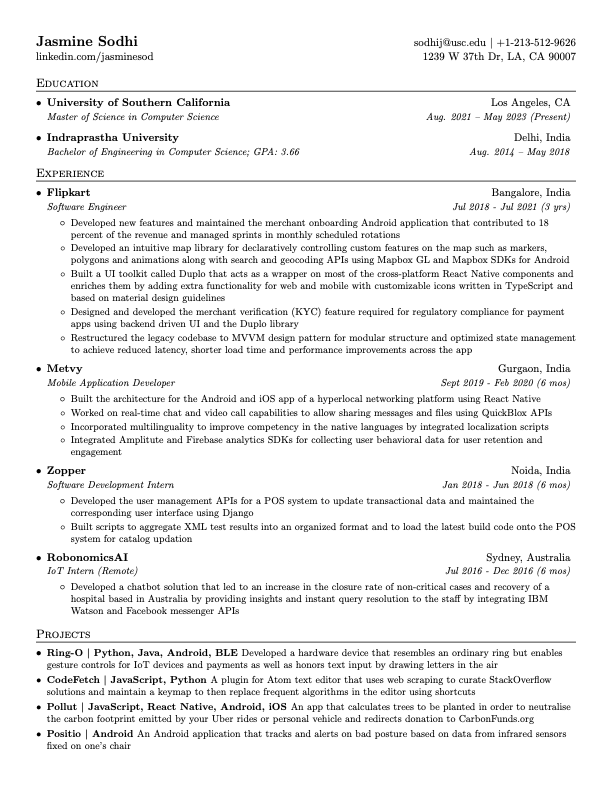 Jasmine Sodhi
sodhij@usc.edu | +1-213-512-9626
linkedin.com/jasminesod
1239 W 37th Dr, LA, CA 90007
Education
• University of Southern California Los Angeles, CA
Master of Science in Computer Science Aug. 2021 – May 2023 (Present)
• Indraprastha University Delhi, India
Bachelor of Engineering in Computer Science; GPA: 3.66 Aug. 2014 – May 2018
Experience
• Flipkart Bangalore, India
Software Engineer Jul 2018 - Jul 2021 (3 yrs)
◦ Developed new features and maintained the merchant onboarding Android application that contributed to 18
percent of the revenue and managed sprints in monthly scheduled rotations
◦ Developed an intuitive map library for declaratively controlling custom features on the map such as markers,
polygons and animations along with search and geocoding APIs using Mapbox GL and Mapbox SDKs for Android
◦ Built a UI toolkit called Duplo that acts as a wrapper on most of the cross-platform React Native components and
enriches them by adding extra functionality for web and mobile with customizable icons written in TypeScript and
based on material design guidelines
◦ Designed and developed the merchant verification (KYC) feature required for regulatory compliance for payment
apps using backend driven UI and the Duplo library
◦ Restructured the legacy codebase to MVVM design pattern for modular structure and optimized state management
to achieve reduced latency, shorter load time and performance improvements across the app
• Metvy Gurgaon, India
Mobile Application Developer Sept 2019 - Feb 2020 (6 mos)
◦ Built the architecture for the Android and iOS app of a hyperlocal networking platform using React Native
◦ Worked on real-time chat and video call capabilities to allow sharing messages and files using QuickBlox APIs
◦ Incorporated multilinguality to improve competency in the native languages by integrated localization scripts
◦ Integrated Amplitute and Firebase analytics SDKs for collecting user behavioral data for user retention and
engagement
• Zopper Noida, India
Software Development Intern Jan 2018 - Jun 2018 (6 mos)
◦ Developed the user management APIs for a POS system to update transactional data and maintained the
corresponding user interface using Django
◦ Built scripts to aggregate XML test results into an organized format and to load the latest build code onto the POS
system for catalog updation
• RobonomicsAI Sydney, Australia
IoT Intern (Remote) Jul 2016 - Dec 2016 (6 mos)
◦ Developed a chatbot solution that led to an increase in the closure rate of non-critical cases and recovery of a
hospital based in Australia by providing insights and instant query resolution to the staff by integrating IBM
Watson and Facebook messenger APIs
Projects
• Ring-O | Python, Java, Android, BLE Developed a hardware device that resembles an ordinary ring but enables
gesture controls for IoT devices and payments as well as honors text input by drawing letters in the air
• CodeFetch | JavaScript, Python A plugin for Atom text editor that uses web scraping to curate StackOverflow
solutions and maintain a keymap to then replace frequent algorithms in the editor using shortcuts
• Pollut | JavaScript, React Native, Android, iOS An app that calculates trees to be planted in order to neutralise
the carbon footprint emitted by your Uber rides or personal vehicle and redirects donation to CarbonFunds.org
• Positio | Android An Android application that tracks and alerts on bad posture based on data from infrared sensors
fixed on one's chair